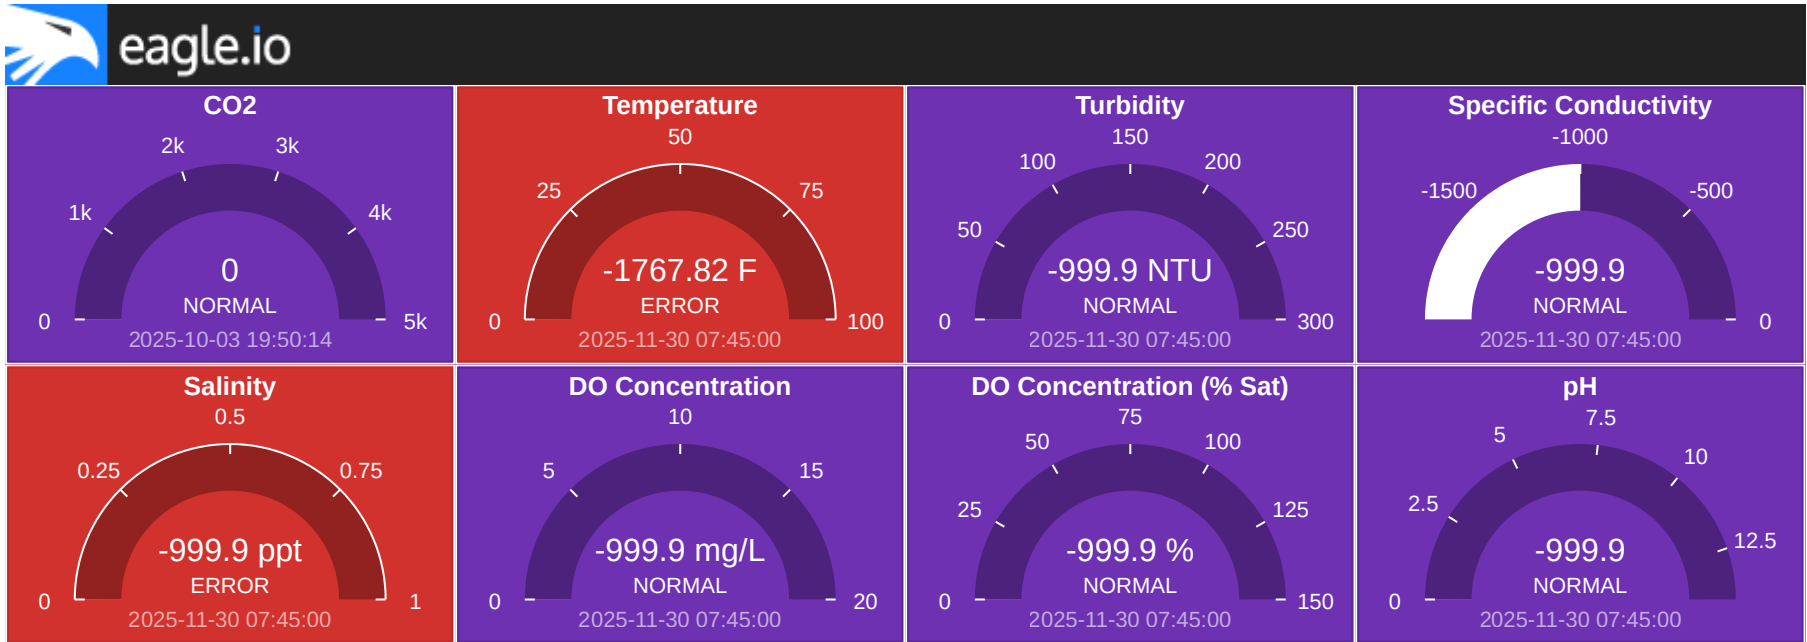 eagle.io
CO2
2k 3k
1k 4k
0
NORMAL
0 5k
2025-10-03 19:50:14
Temperature
50
25 75
-1767.82 F
ERROR
0 100
2025-11-30 07:45:00
Turbidity
150
100 200
50 250
-999.9 NTU
NORMAL
0 300
2025-11-30 07:45:00
Specific Conductivity
-1000
-1500 -500
-999.9
NORMAL
0
2025-11-30 07:45:00
Salinity
0.5
0.25 0.75
-999.9 ppt
ERROR
0 1
2025-11-30 07:45:00
DO Concentration
10
5 15
-999.9 mg/L
NORMAL
0 20
2025-11-30 07:45:00
DO Concentration (% Sat)
75
50 100
25 125
-999.9 %
NORMAL
0 150
2025-11-30 07:45:00
pH
7.5
5 10
2.5 12.5
-999.9
NORMAL
0
2025-11-30 07:45:00